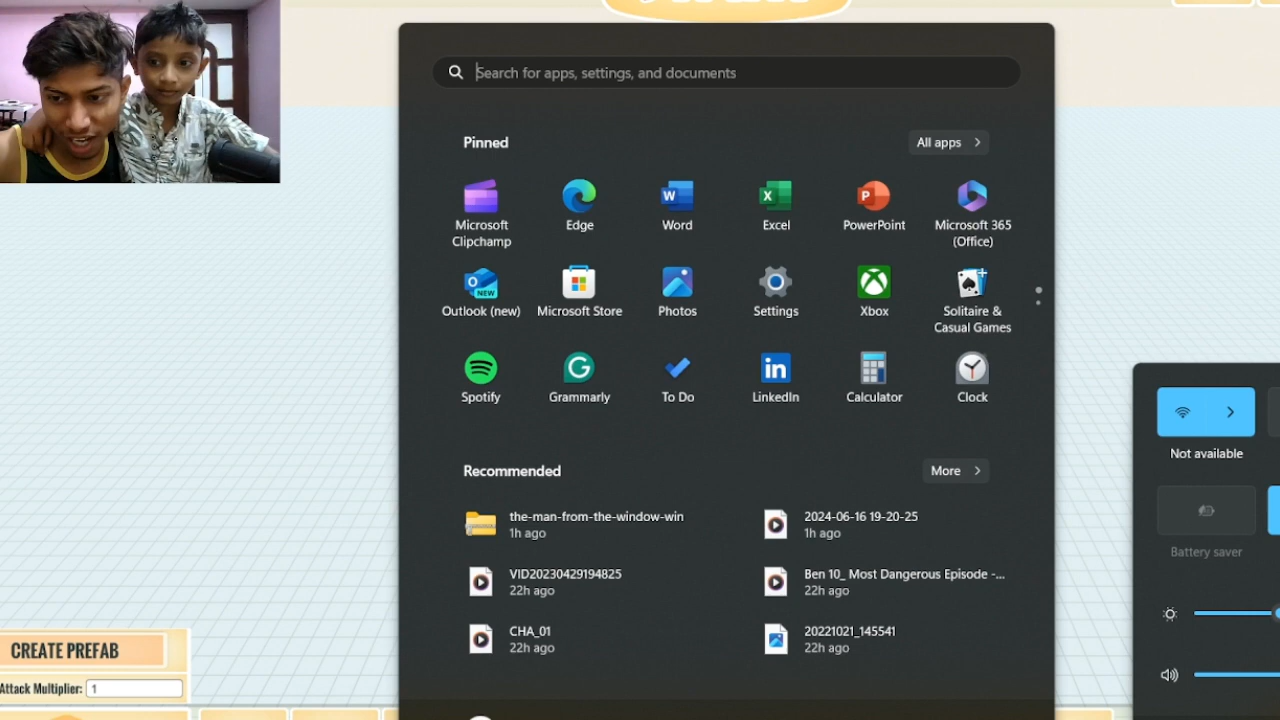 Search for apps, settings, and documents
Pinned
All apps
Microsoft Clipchamp
Edge
Word
Excel
PowerPoint
Microsoft 365 (Office)
Outlook (new)
Microsoft Store
Photos
Settings
Xbox
Solitaire & Casual Games
Spotify
Grammarly
To Do
LinkedIn
Calculator
Clock
Recommended
More
the-man-from-the-window-win
1h ago
2024-06-16 19-20-25
1h ago
VID20230429194825
22h ago
Ben 10_ Most Dangerous Episode -...
22h ago
CHA_01
22h ago
20221021_145541
22h ago
Not available
Battery saver
CREATE PREFAB
Attack Multiplier: 1